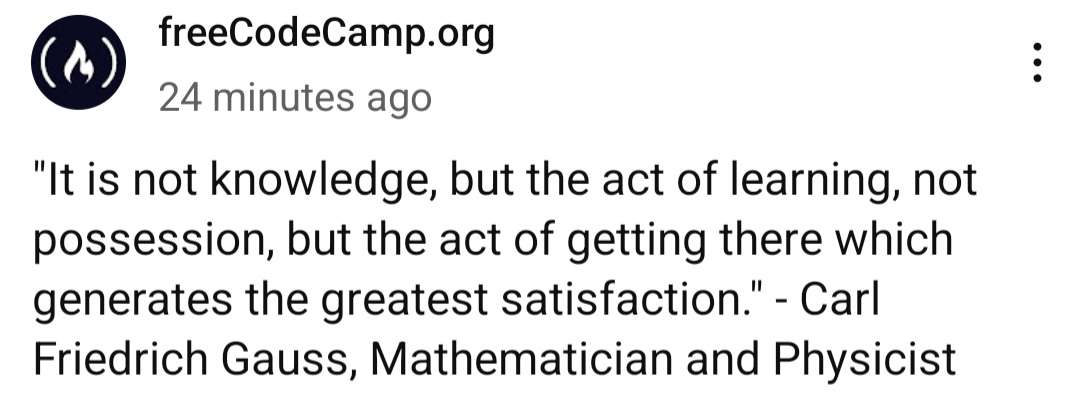 freeCodeCamp.org
24 minutes ago
"It is not knowledge, but the act of learning, not
possession, but the act of getting there which
generates the greatest satisfaction." - Carl
Friedrich Gauss, Mathematician and Physicist